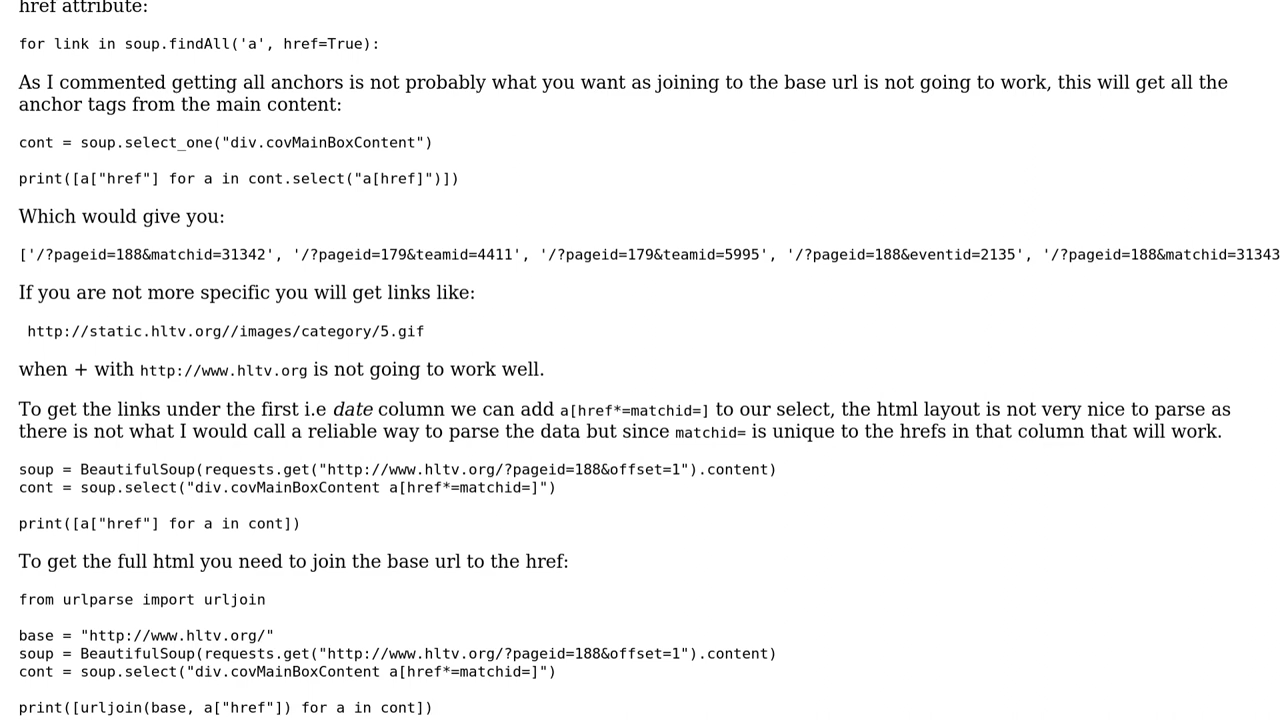 href attribute:
for link in soup.findAll('a', href=True):
As I commented getting all anchors is not probably what you want as joining to the base url is not going to work, this will get all the
anchor tags from the main content:
cont = soup.select_one("div.covMainBoxContent")
print([a["href"] for a in cont.select("a[href]")])
Which would give you:
['/?pageid=188&matchid=31342', '/?pageid=179&teamid=4411', '/?pageid=179&teamid=5995', '/?pageid=188&eventid=2135', '/?pageid=188&matchid=31343
If you are not more specific you will get links like:
http://static.hltv.org//images/category/5.gif
when + with http://www.hltv.org is not going to work well.
To get the links under the first i.e date column we can add a[href*=matchid=] to our select, the html layout is not very nice to parse as
there is not what I would call a reliable way to parse the data but since matchid= is unique to the hrefs in that column that will work.
soup = BeautifulSoup(requests.get("http://www.hltv.org/?pageid=188&offset=1").content)
cont = soup.select("div.covMainBoxContent a[href*=matchid=]")
print([a["href"] for a in cont])
To get the full html you need to join the base url to the href:
from urlparse import urljoin
base = "http://www.hltv.org/"
soup = BeautifulSoup(requests.get("http://www.hltv.org/?pageid=188&offset=1").content)
cont = soup.select("div.covMainBoxContent a[href*=matchid=]")
print([urljoin(base, a["href"]) for a in cont])